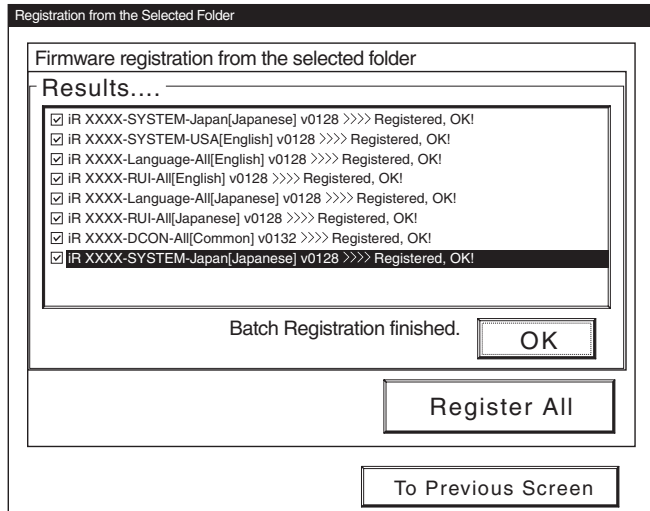 Registration from the Selected Folder
Firmware registration from the selected folder
Results....
iR XXXX-SYSTEM-Japan[Japanese] v0128 >>>> Registered, OK!
iR XXXX-SYSTEM-USA[English] v0128 >>>> Registered, OK!
iR XXXX-Language-All[English] v0128 >>>> Registered, OK!
iR XXXX-RUI-All[English] v0128 >>>> Registered, OK!
iR XXXX-Language-All[Japanese] v0128 >>>> Registered, OK!
iR XXXX-RUI-All[Japanese] v0128 >>>> Registered, OK!
iR XXXX-DCON-All[Common] v0132 >>>> Registered, OK!
iR XXXX-SYSTEM-Japan[Japanese] v0128 >>>> Registered, OK!
Batch Registration finished.
OK
Register All
To Previous Screen